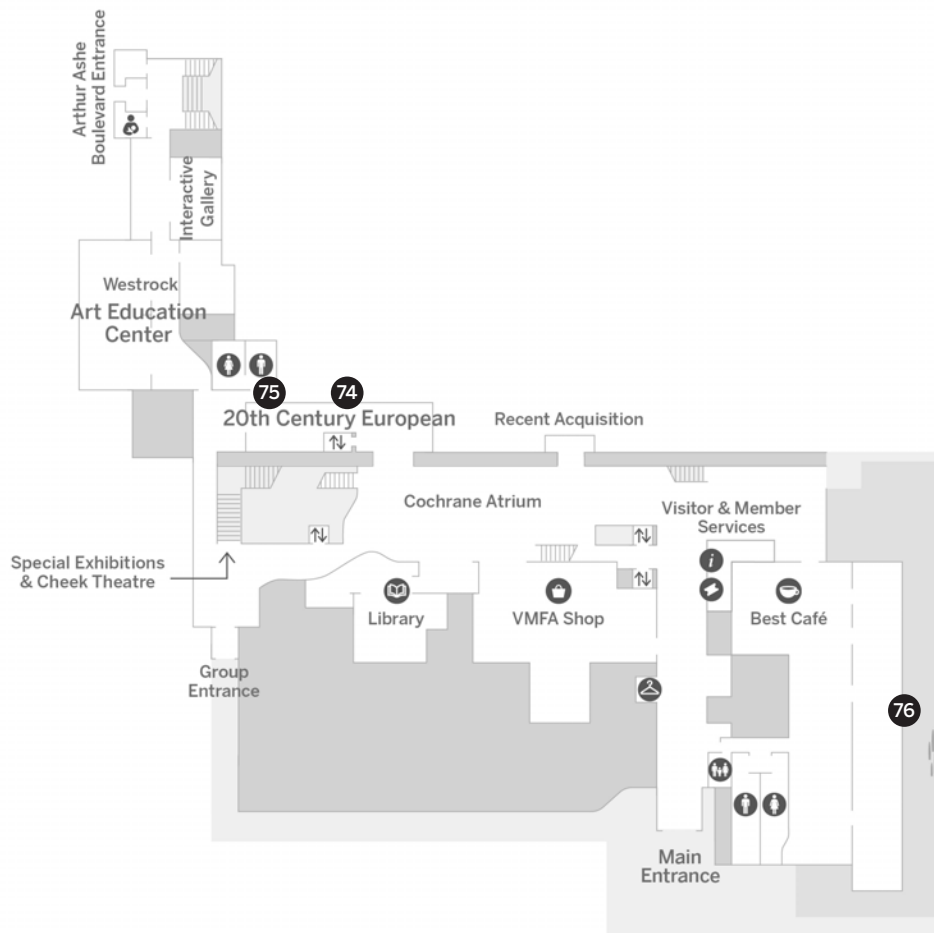 Arthur Ashe
Boulevard Entrance
Interactive
Gallery
Westrock
Art Education
Center
75
74
20th Century European
Recent Acquisition
Cochrane Atrium
Visitor & Member
Services
Special Exhibitions
& Cheek Theatre
i
Library
VMFA Shop
Best Café
Group
Entrance
76
Main
Entrance